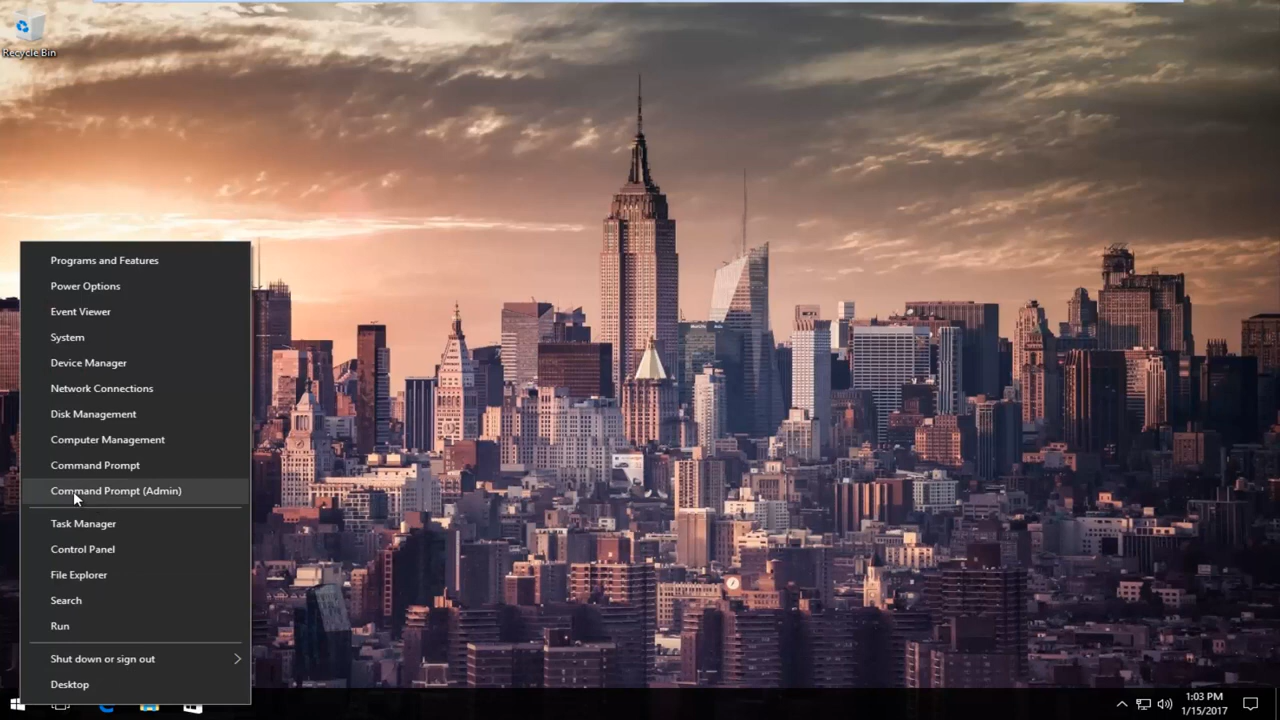 Recycle Bin
Programs and Features
Power Options
Event Viewer
System
Device Manager
Network Connections
Disk Management
Computer Management
Command Prompt
Command Prompt (Admin)
Task Manager
Control Panel
File Explorer
Search
Run
Shut down or sign out
Desktop
1:03 PM
1/15/2017